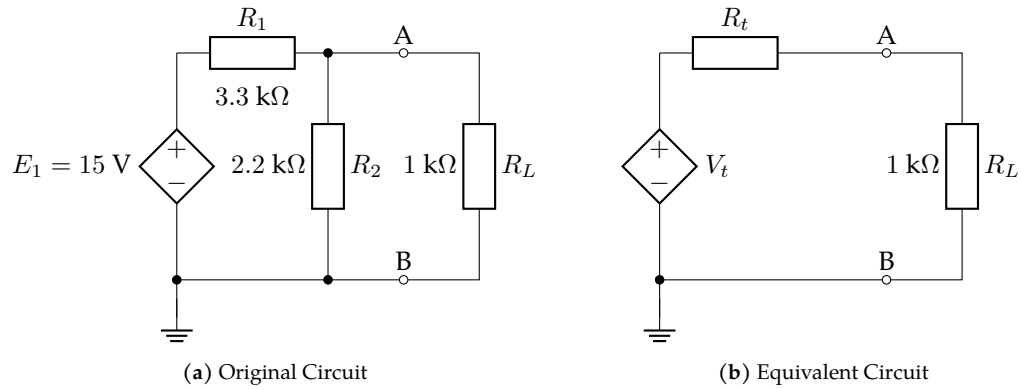 R1
A
3.3 kΩ
E1 = 15 V
+
−
2.2 kΩ
R2
1 kΩ
RL
B
(a) Original Circuit
Rt
A
+
−
Vt
1 kΩ
RL
B
(b) Equivalent Circuit